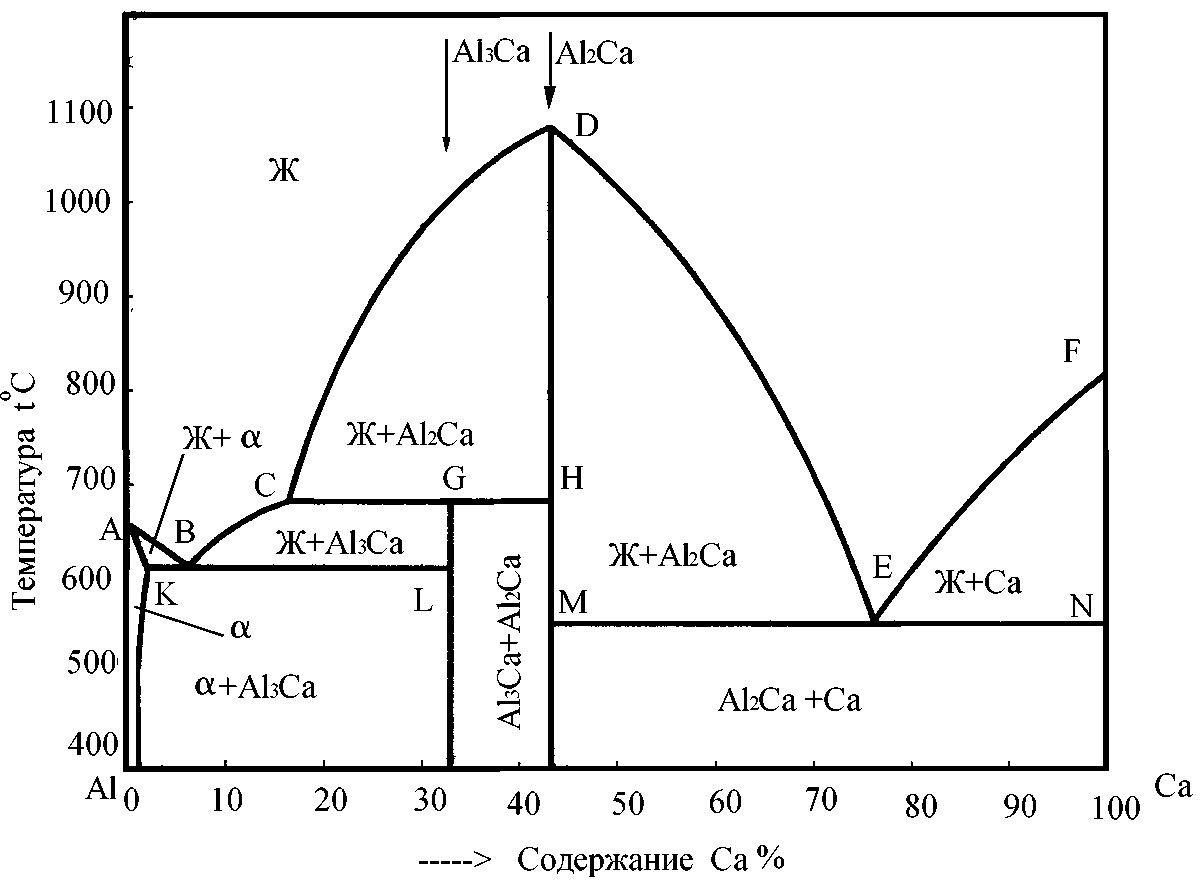 Al3Ca
Al2Ca
1100
D
Ж
1000
900
F
800
Ж+ α
Ж+Al2Ca
700
C
G
H
A
B
Ж+Al3Ca
Ж+Al2Ca
E
Ж+Ca
600
K
L
M
N
α
500
α+Al3Ca
Al3Ca+Al2Ca
Al2Ca +Ca
400
Температура t°C
Al
0 10 20 30 40 50 60 70 80 90 100
Ca
-----> Содержание Ca %